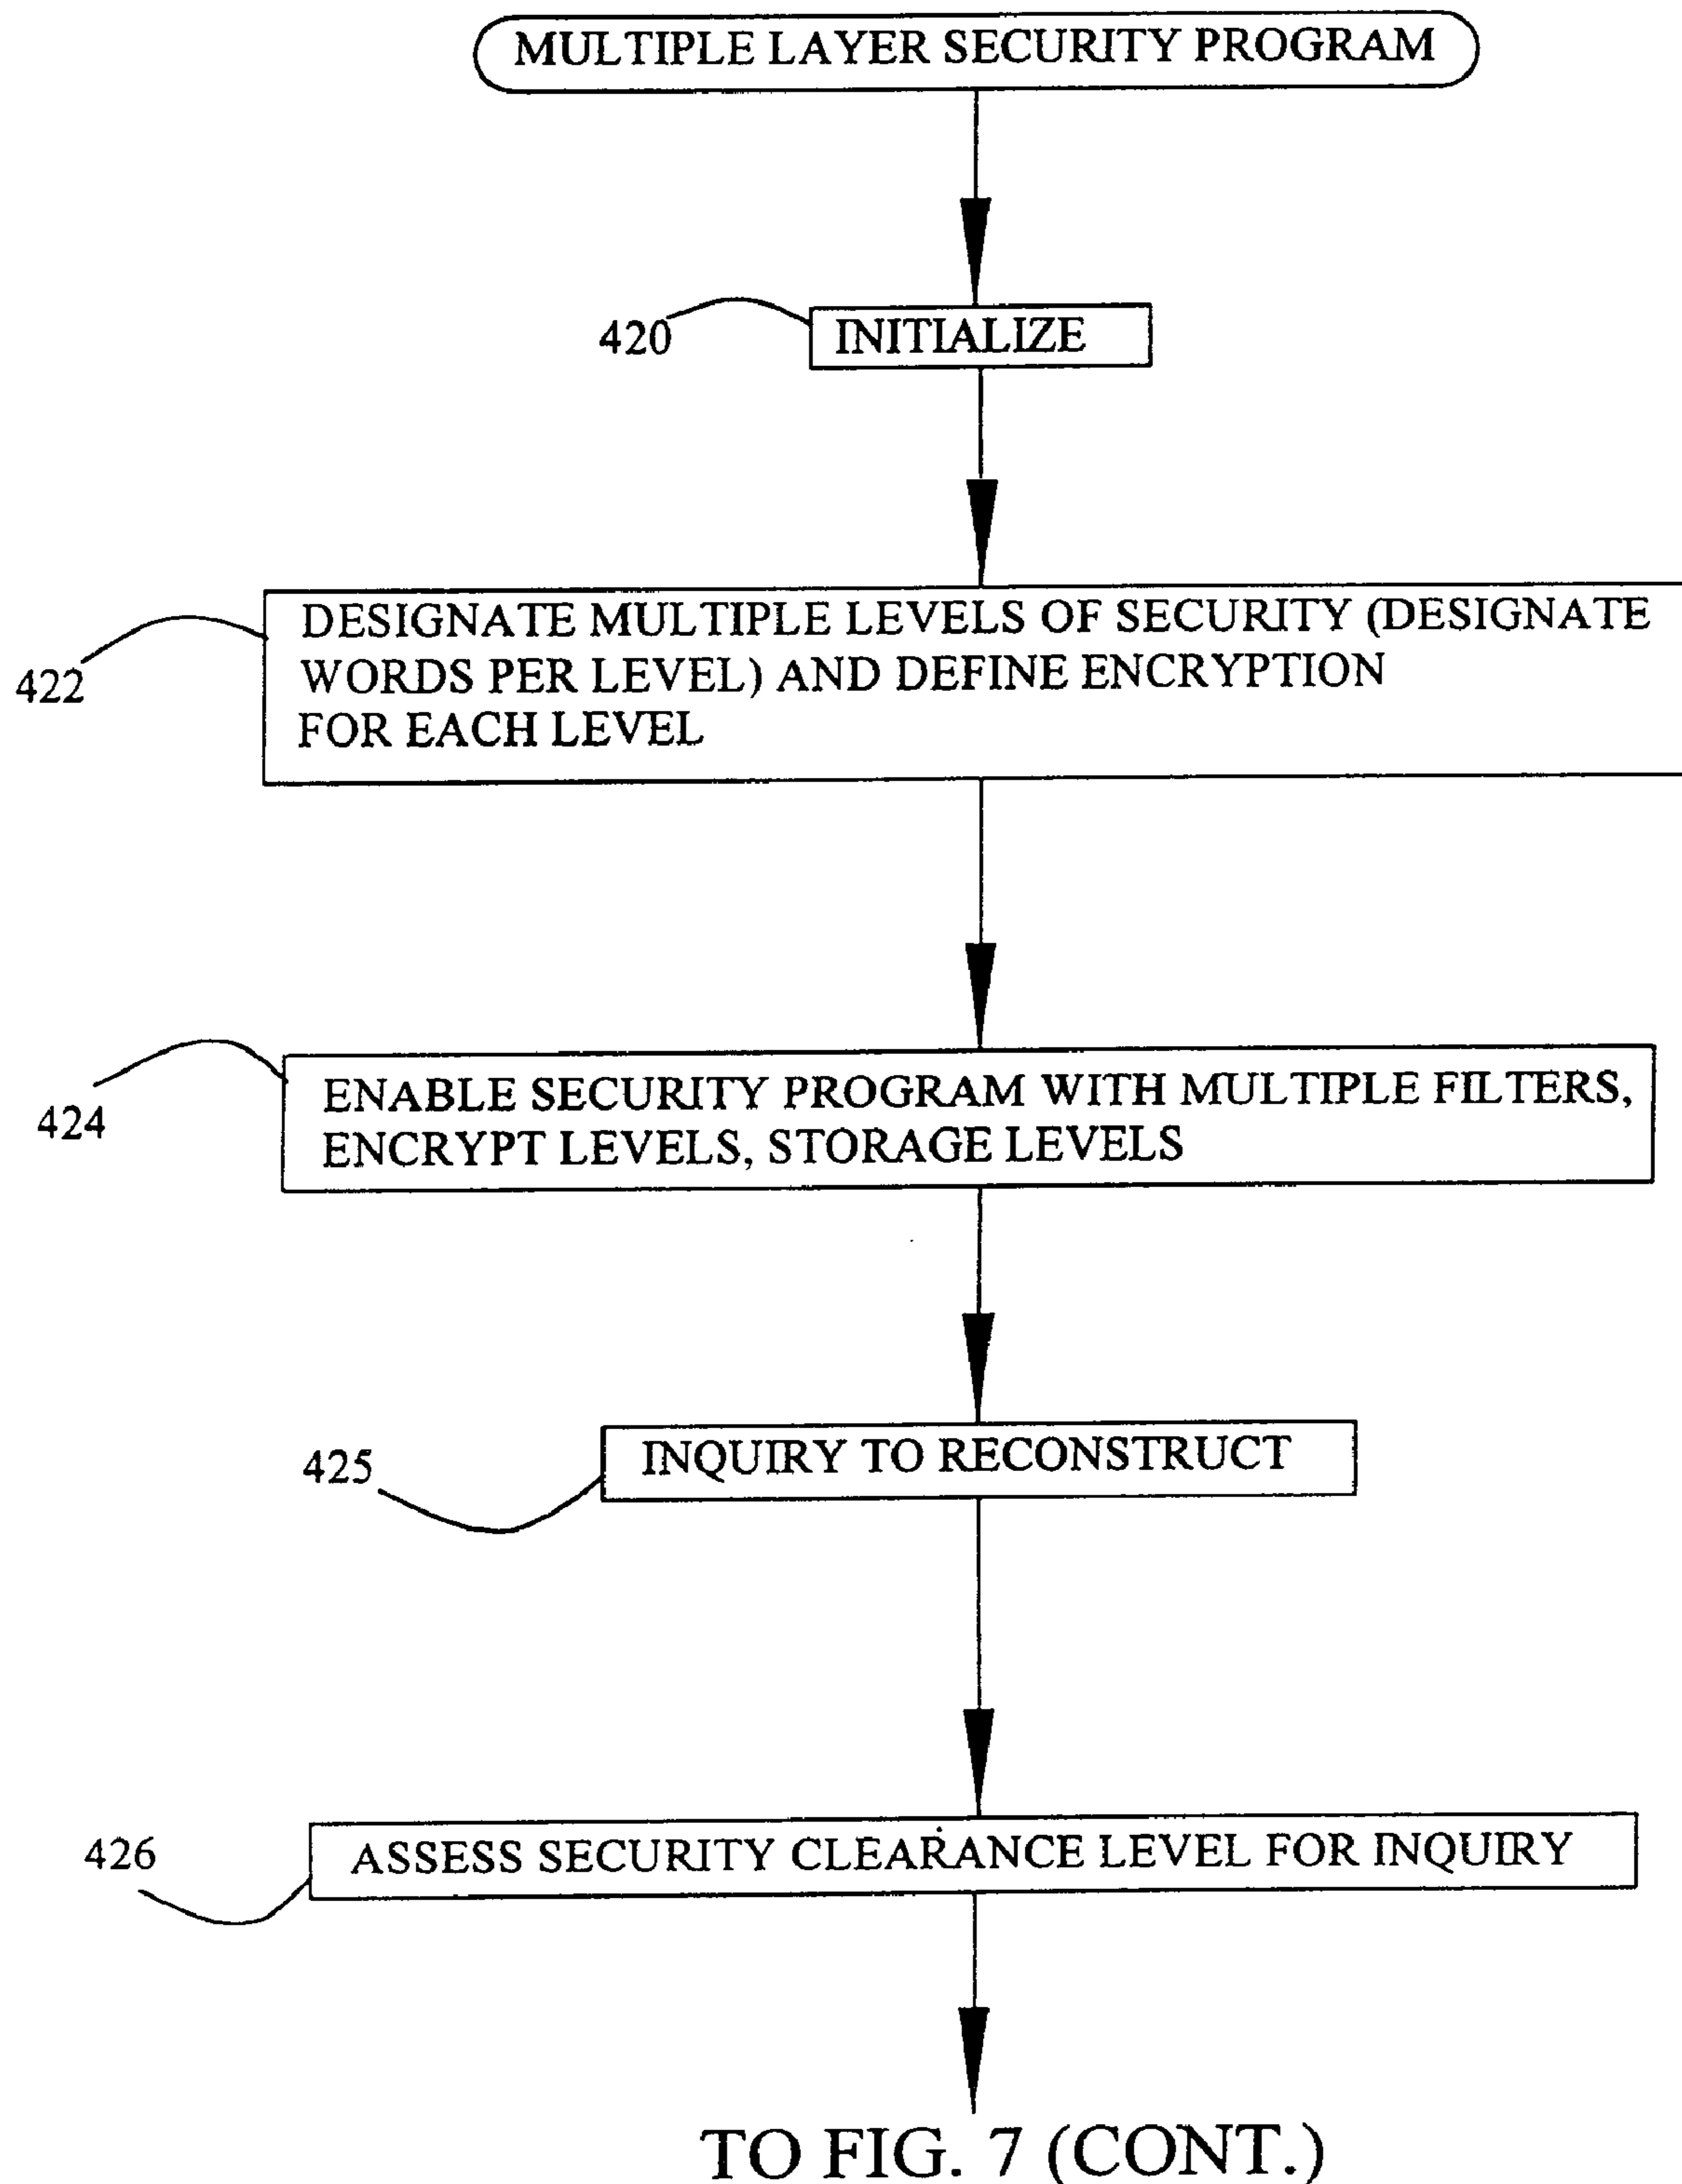 MULTIPLE LAYER SECURITY PROGRAM
420
INITIALIZE
422
DESIGNATE MULTIPLE LEVELS OF SECURITY (DESIGNATE
WORDS PER LEVEL) AND DEFINE ENCRYPTION
FOR EACH LEVEL
424
ENABLE SECURITY PROGRAM WITH MULTIPLE FILTERS,
ENCRYPT LEVELS, STORAGE LEVELS
425
INQUIRY TO RECONSTRUCT
426
ASSESS SECURITY CLEARANCE LEVEL FOR INQUIRY
TO FIG. 7 (CONT.)